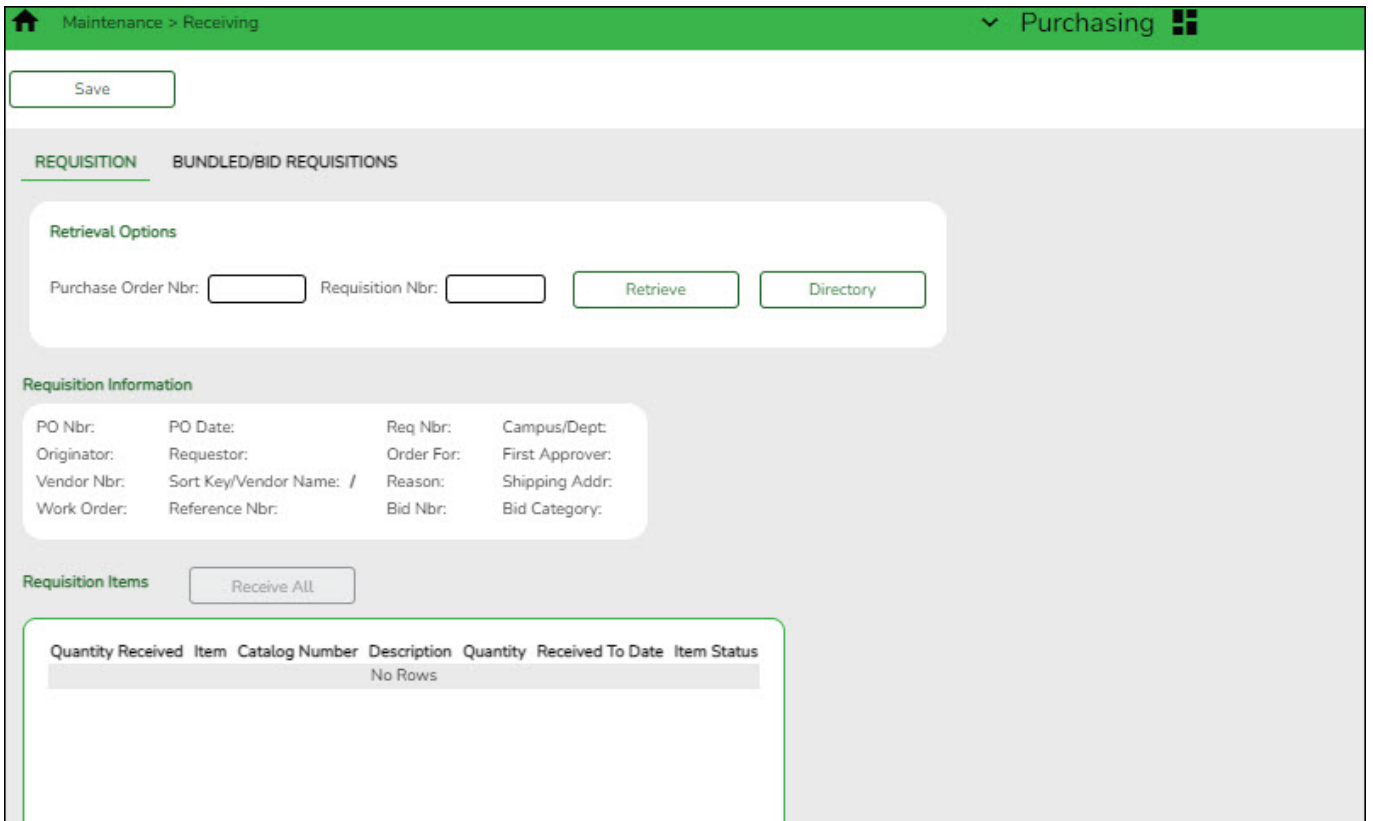 Maintenance > Receiving
Purchasing
Save
REQUISITION BUNDLED/BID REQUISITIONS
Retrieval Options
Purchase Order Nbr: Requisition Nbr: Retrieve Directory
Requisition Information
PO Nbr: PO Date: Req Nbr: Campus/Dept:
Originator: Requestor: Order For: First Approver:
Vendor Nbr: Sort Key/Vendor Name: / Reason: Shipping Addr:
Work Order: Reference Nbr: Bid Nbr: Bid Category:
Requisition Items Receive All
Quantity Received Item Catalog Number Description Quantity Received To Date Item Status
No Rows